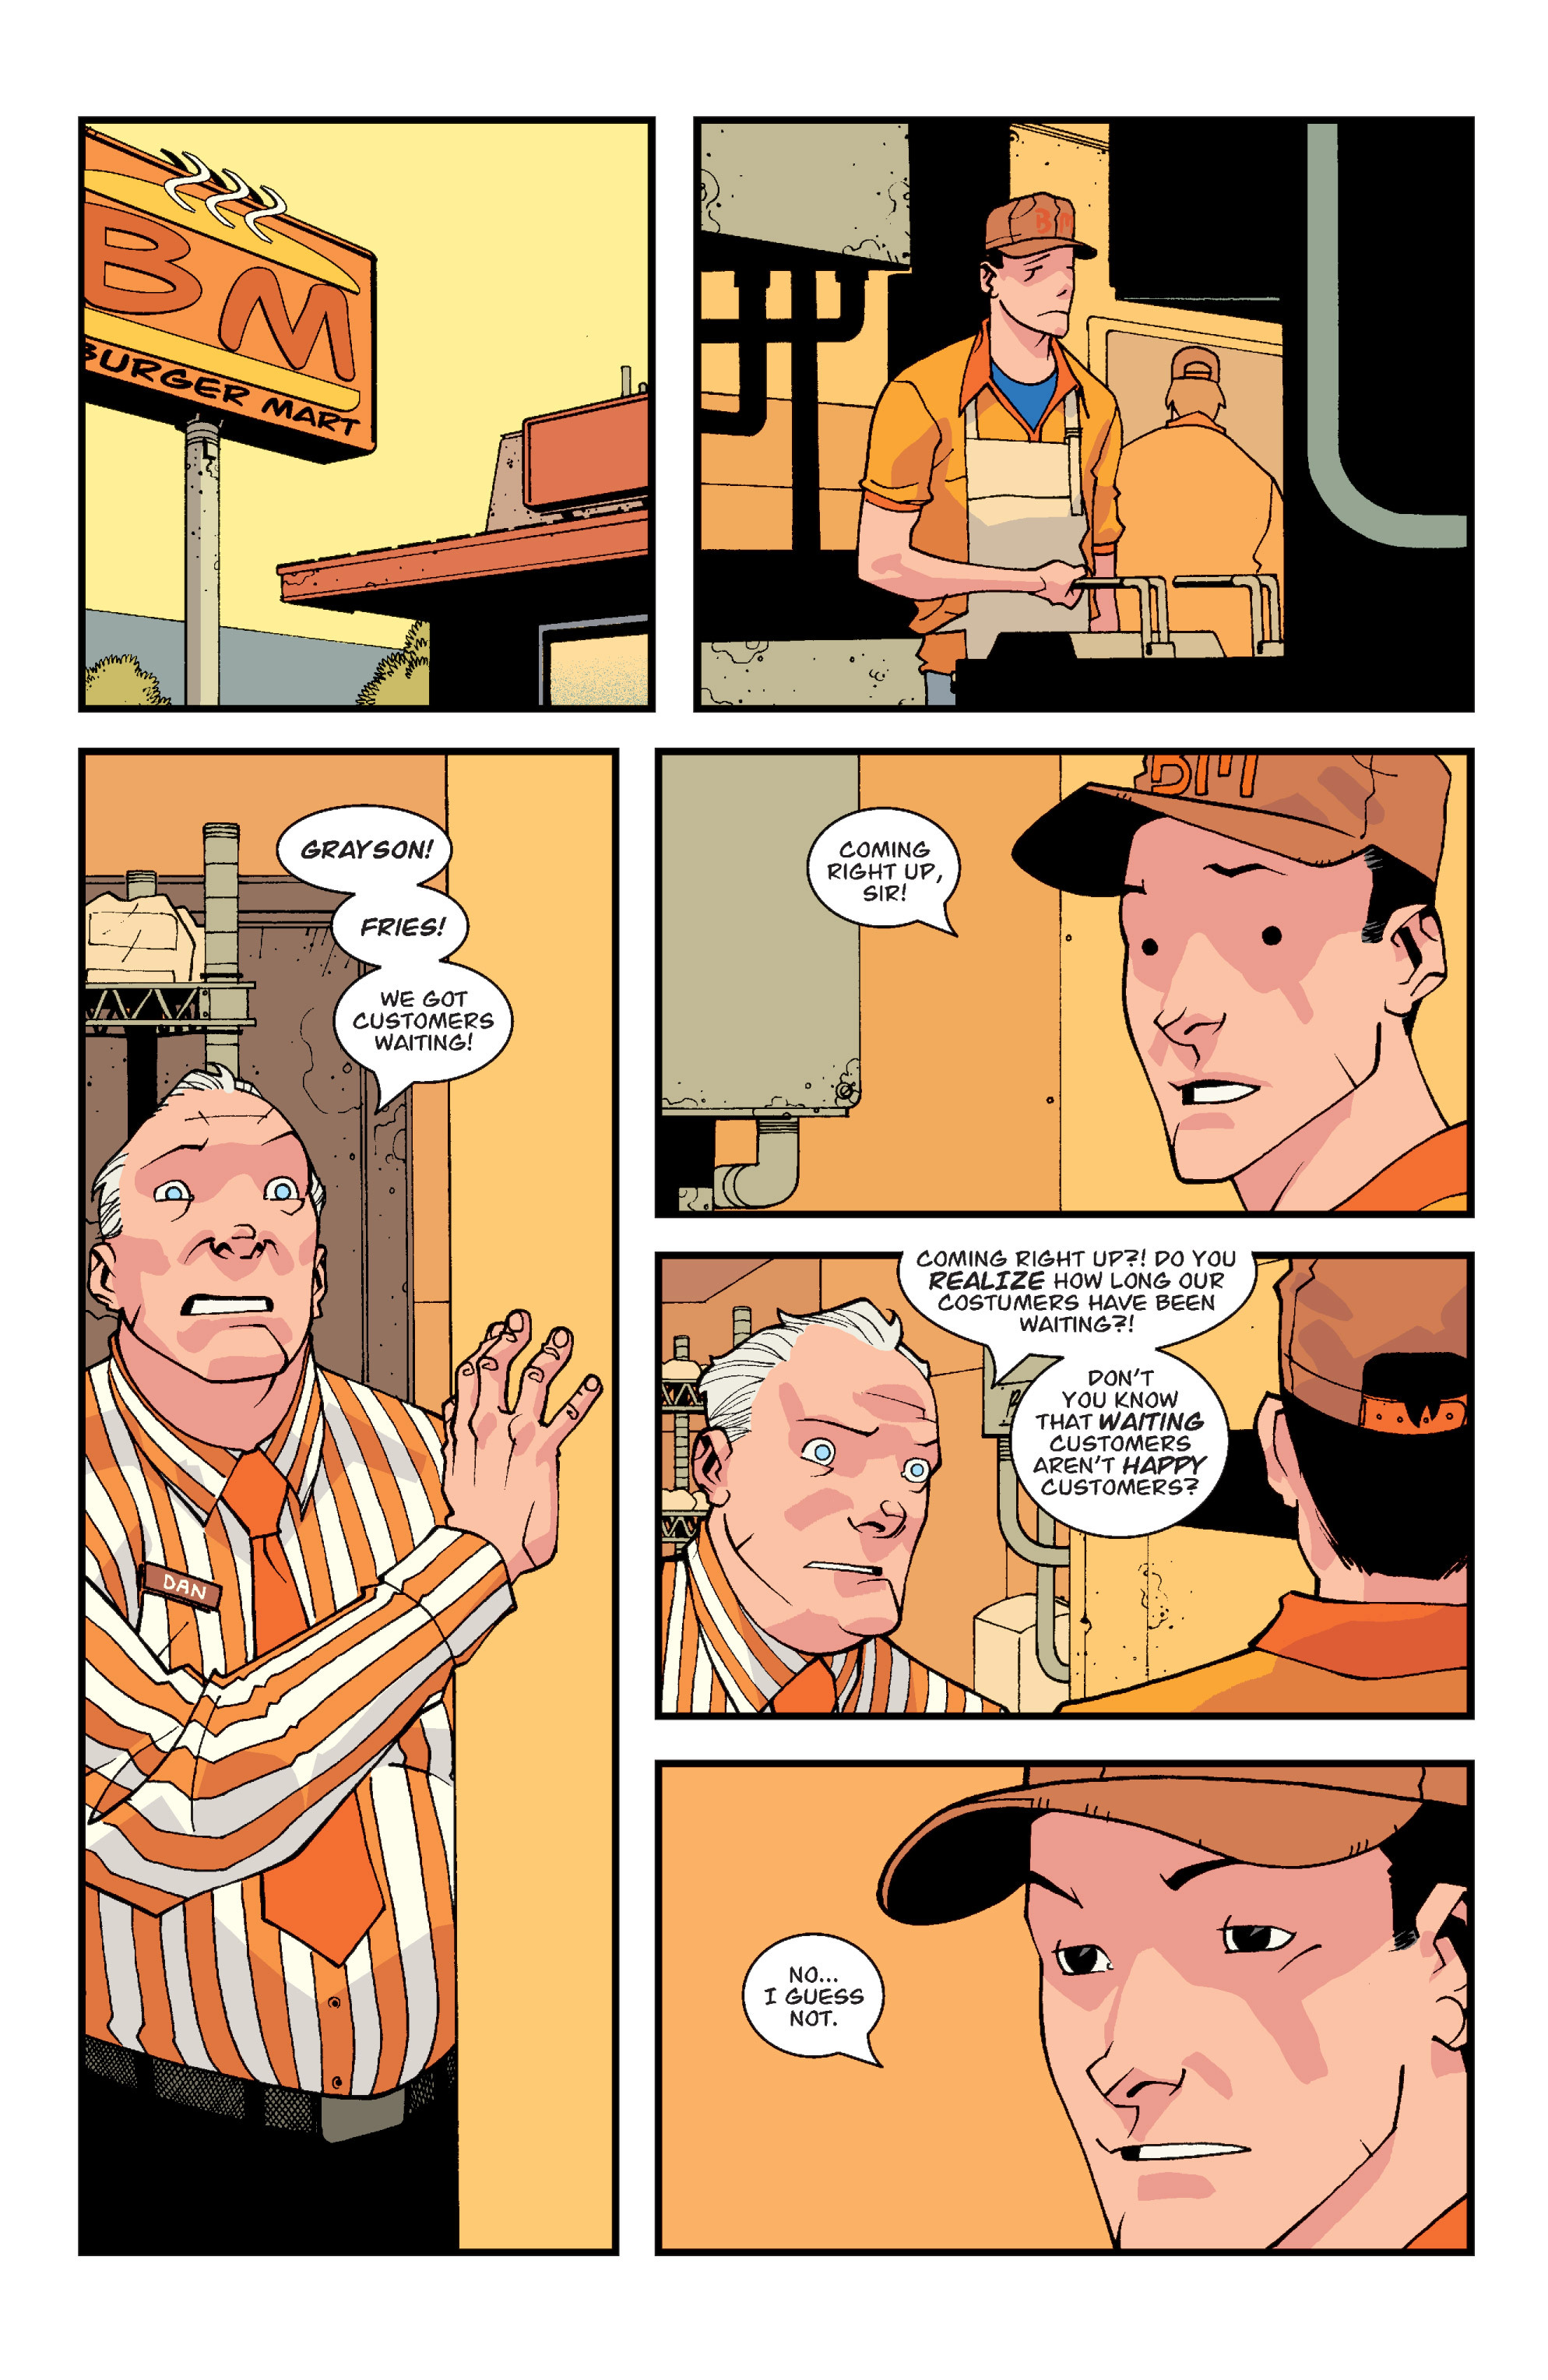 BM
BURGER MART
BM
GRAYSON!
FRIES!
WE GOT
CUSTOMERS
WAITING!
DAN
BM
COMING
RIGHT UP,
SIR!
COMING RIGHT UP?! DO YOU
REALIZE HOW LONG OUR
COSTUMERS HAVE BEEN
WAITING?!
DON'T
YOU KNOW
THAT WAITING
CUSTOMERS
AREN'T HAPPY
CUSTOMERS?
NO...
I GUESS
NOT.